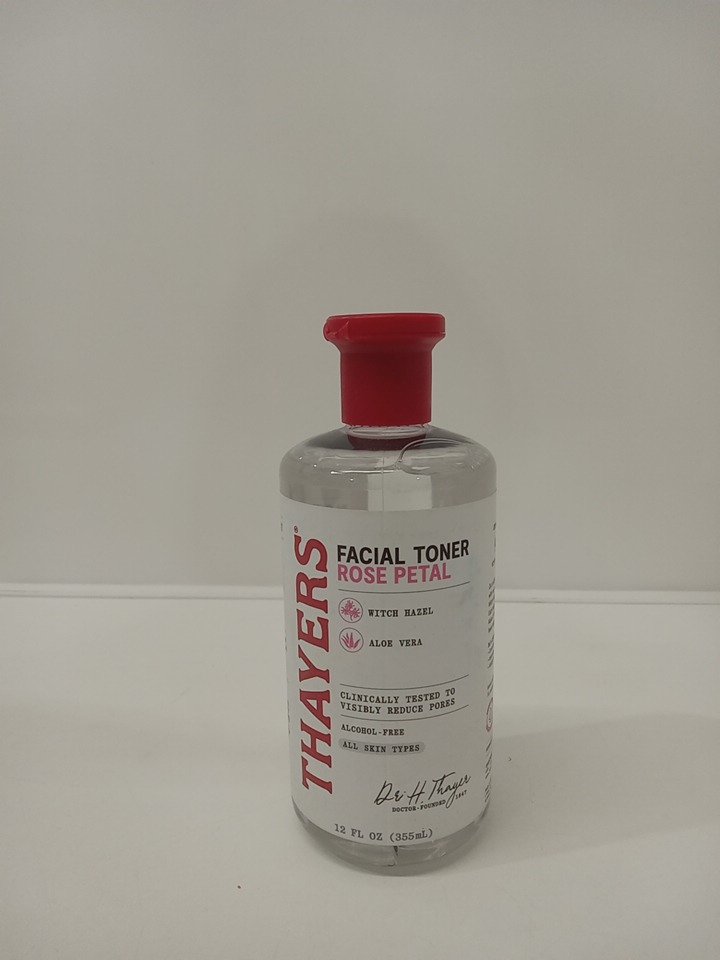 THAYERS®
FACIAL TONER
ROSE PETAL
WITCH HAZEL
ALOE VERA
CLINICALLY TESTED TO
VISIBLY REDUCE PORES
ALCOHOL-FREE
ALL SKIN TYPES
Dr. H. Thayer
DOCTOR-FOUNDED 1847
12 FL OZ (355mL)